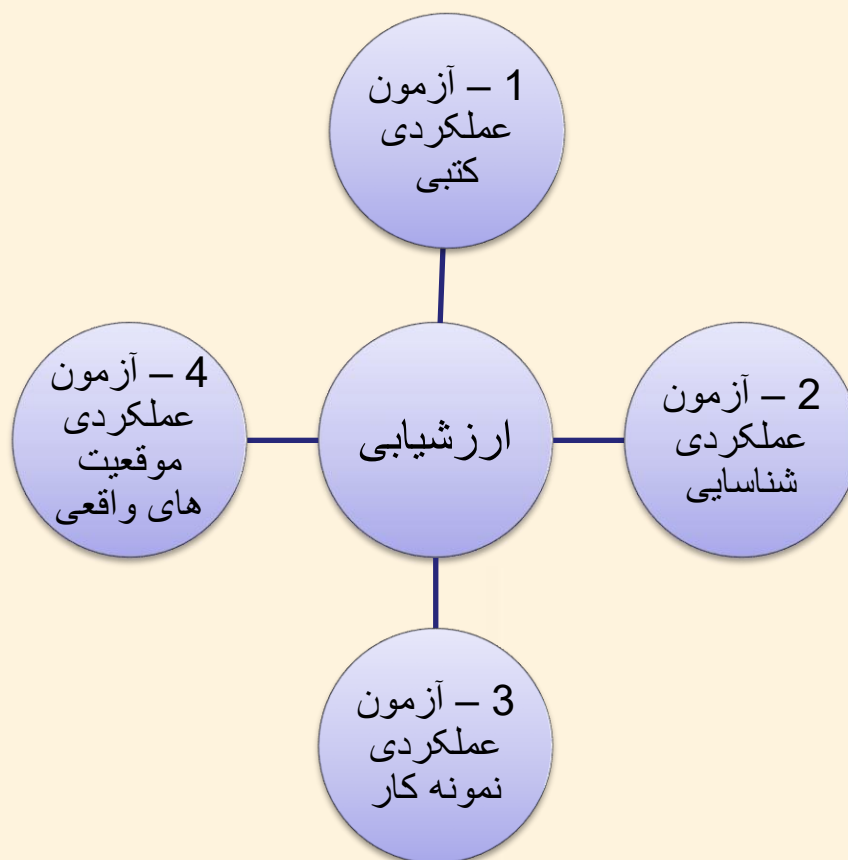 1 – آزمون
عملکردی
کتبی
ارزشیابی
2 – آزمون
عملکردی
شناسایی
3 – آزمون
عملکردی
نمونه کار
4 – آزمون
عملکردی
موقعیت
های واقعی